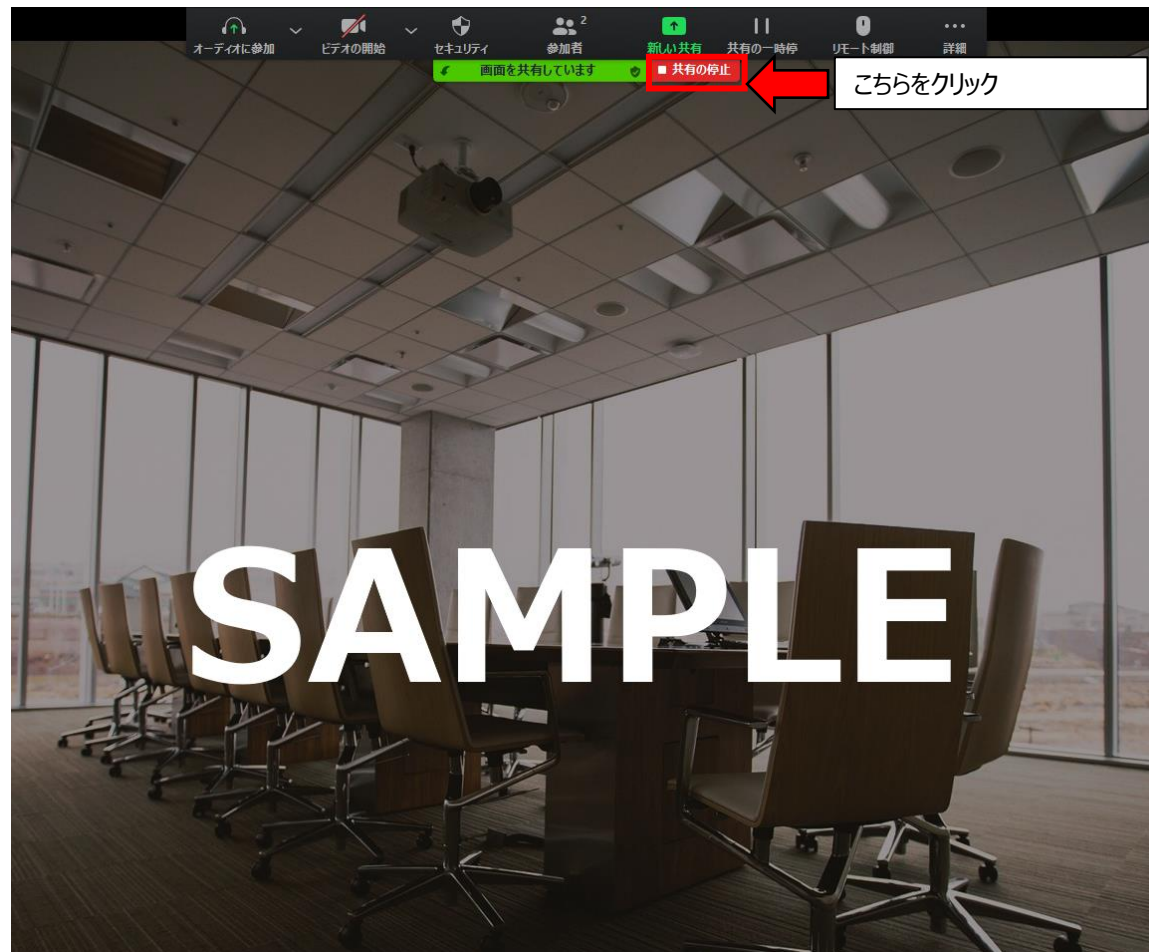 2
オーディオに参加 ビデオの開始 セキュリティ 参加者 新しい共有 共有の一時停 リモート制御 詳細
画面を共有しています 共有の停止
こちらをクリック
SAMPLE